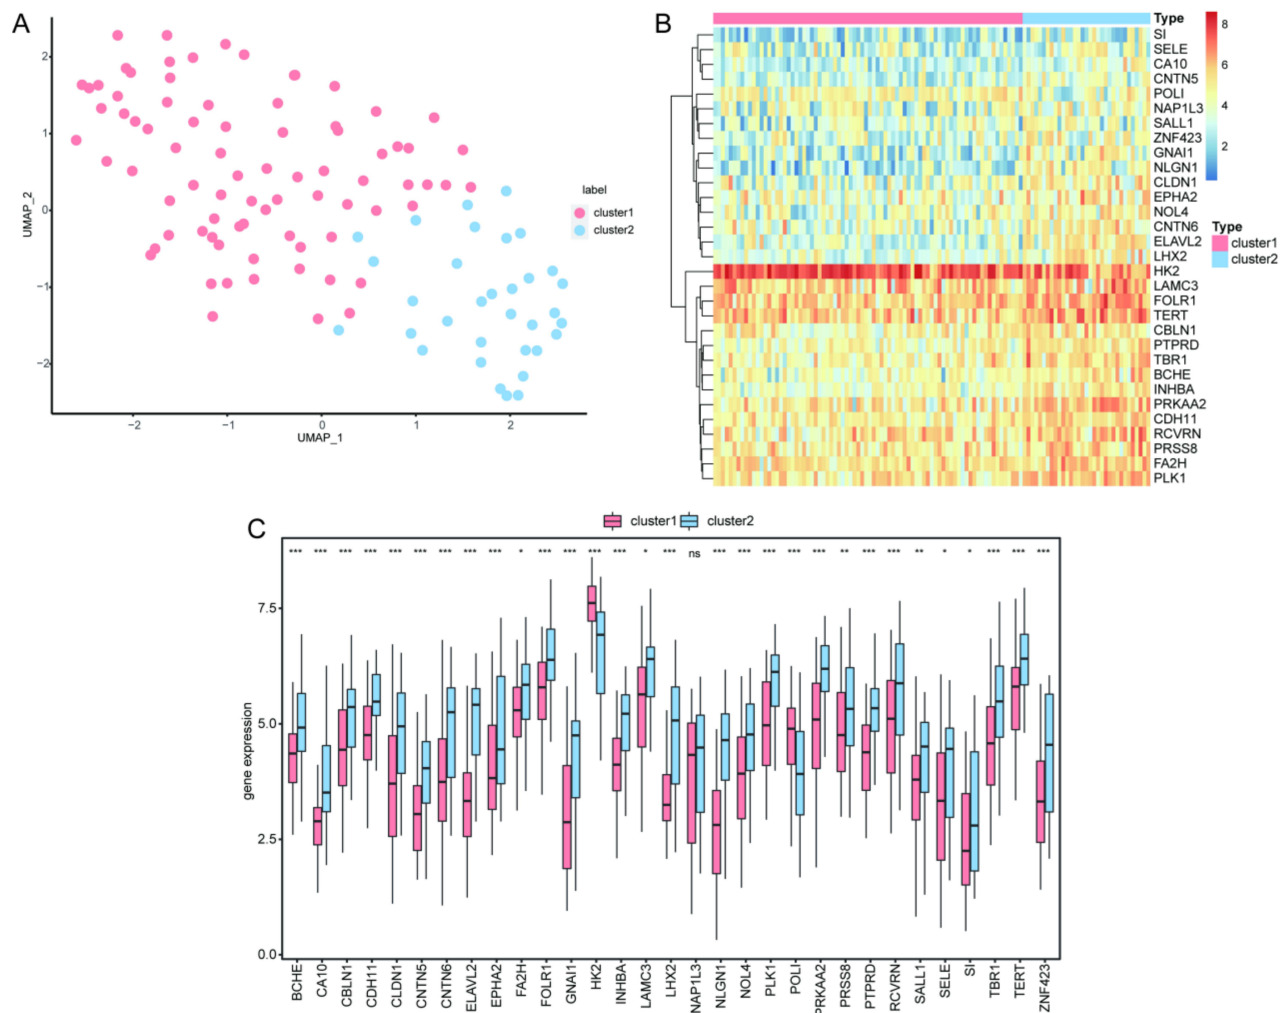 A
2
1
0
−1
−2
UMAP_2
−2
−1
0
1
2
UMAP_1
label
cluster1
cluster2
B
Type
SI
SELE
CA10
CNTN5
POLI
NAP1L3
SALL1
ZNF423
GNAI1
NLGN1
CLDN1
EPHA2
NOL4
CNTN6
ELAVL2
LHX2
HK2
LAMC3
FOLR1
TERT
CBLN1
PTPRD
TBR1
BCHE
INHBA
PRKAA2
CDH11
RCVRN
PRSS8
FA2H
PLK1
8
6
4
2
Type
cluster1
cluster2
C
cluster1 cluster2
*** *** *** *** *** *** *** *** *** * *** *** *** *** * *** ns *** *** *** *** *** ** *** *** ** * * *** *** ***
7.5
5.0
2.5
0.0
gene expression
BCHE
CA10
CBLN1
CDH11
CLDN1
CNTN5
CNTN6
ELAVL2
EPHA2
FA2H
FOLR1
GNAI1
HK2
INHBA
LAMC3
LHX2
NAP1L3
NLGN1
NOL4
PLK1
POLI
PRKAA2
PRSS8
PTPRD
RCVRN
SALL1
SELE
SI
TBR1
TERT
ZNF423